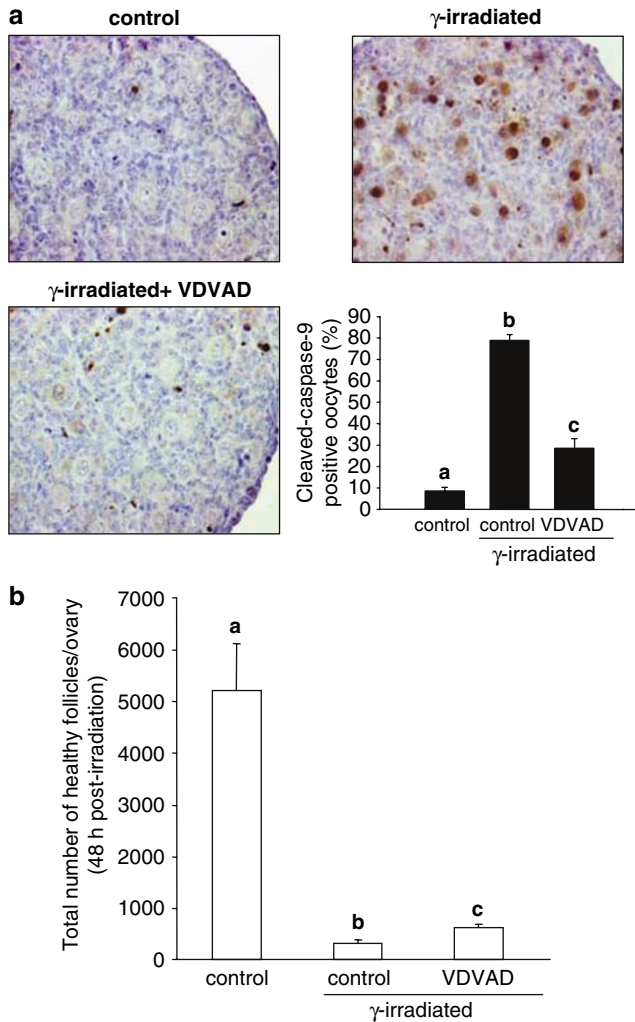 a
control
γ-irradiated
γ-irradiated+ VDVAD
Cleaved-caspase-9
positive oocytes (%)
90
80
70
60
50
40
30
20
10
0
a
b
c
control
control
VDVAD
γ-irradiated
b
Total number of healthy follicles/ovary
(48 h post-irradiation)
7000
6000
5000
4000
3000
2000
1000
0
a
b
c
control
control
VDVAD
γ-irradiated